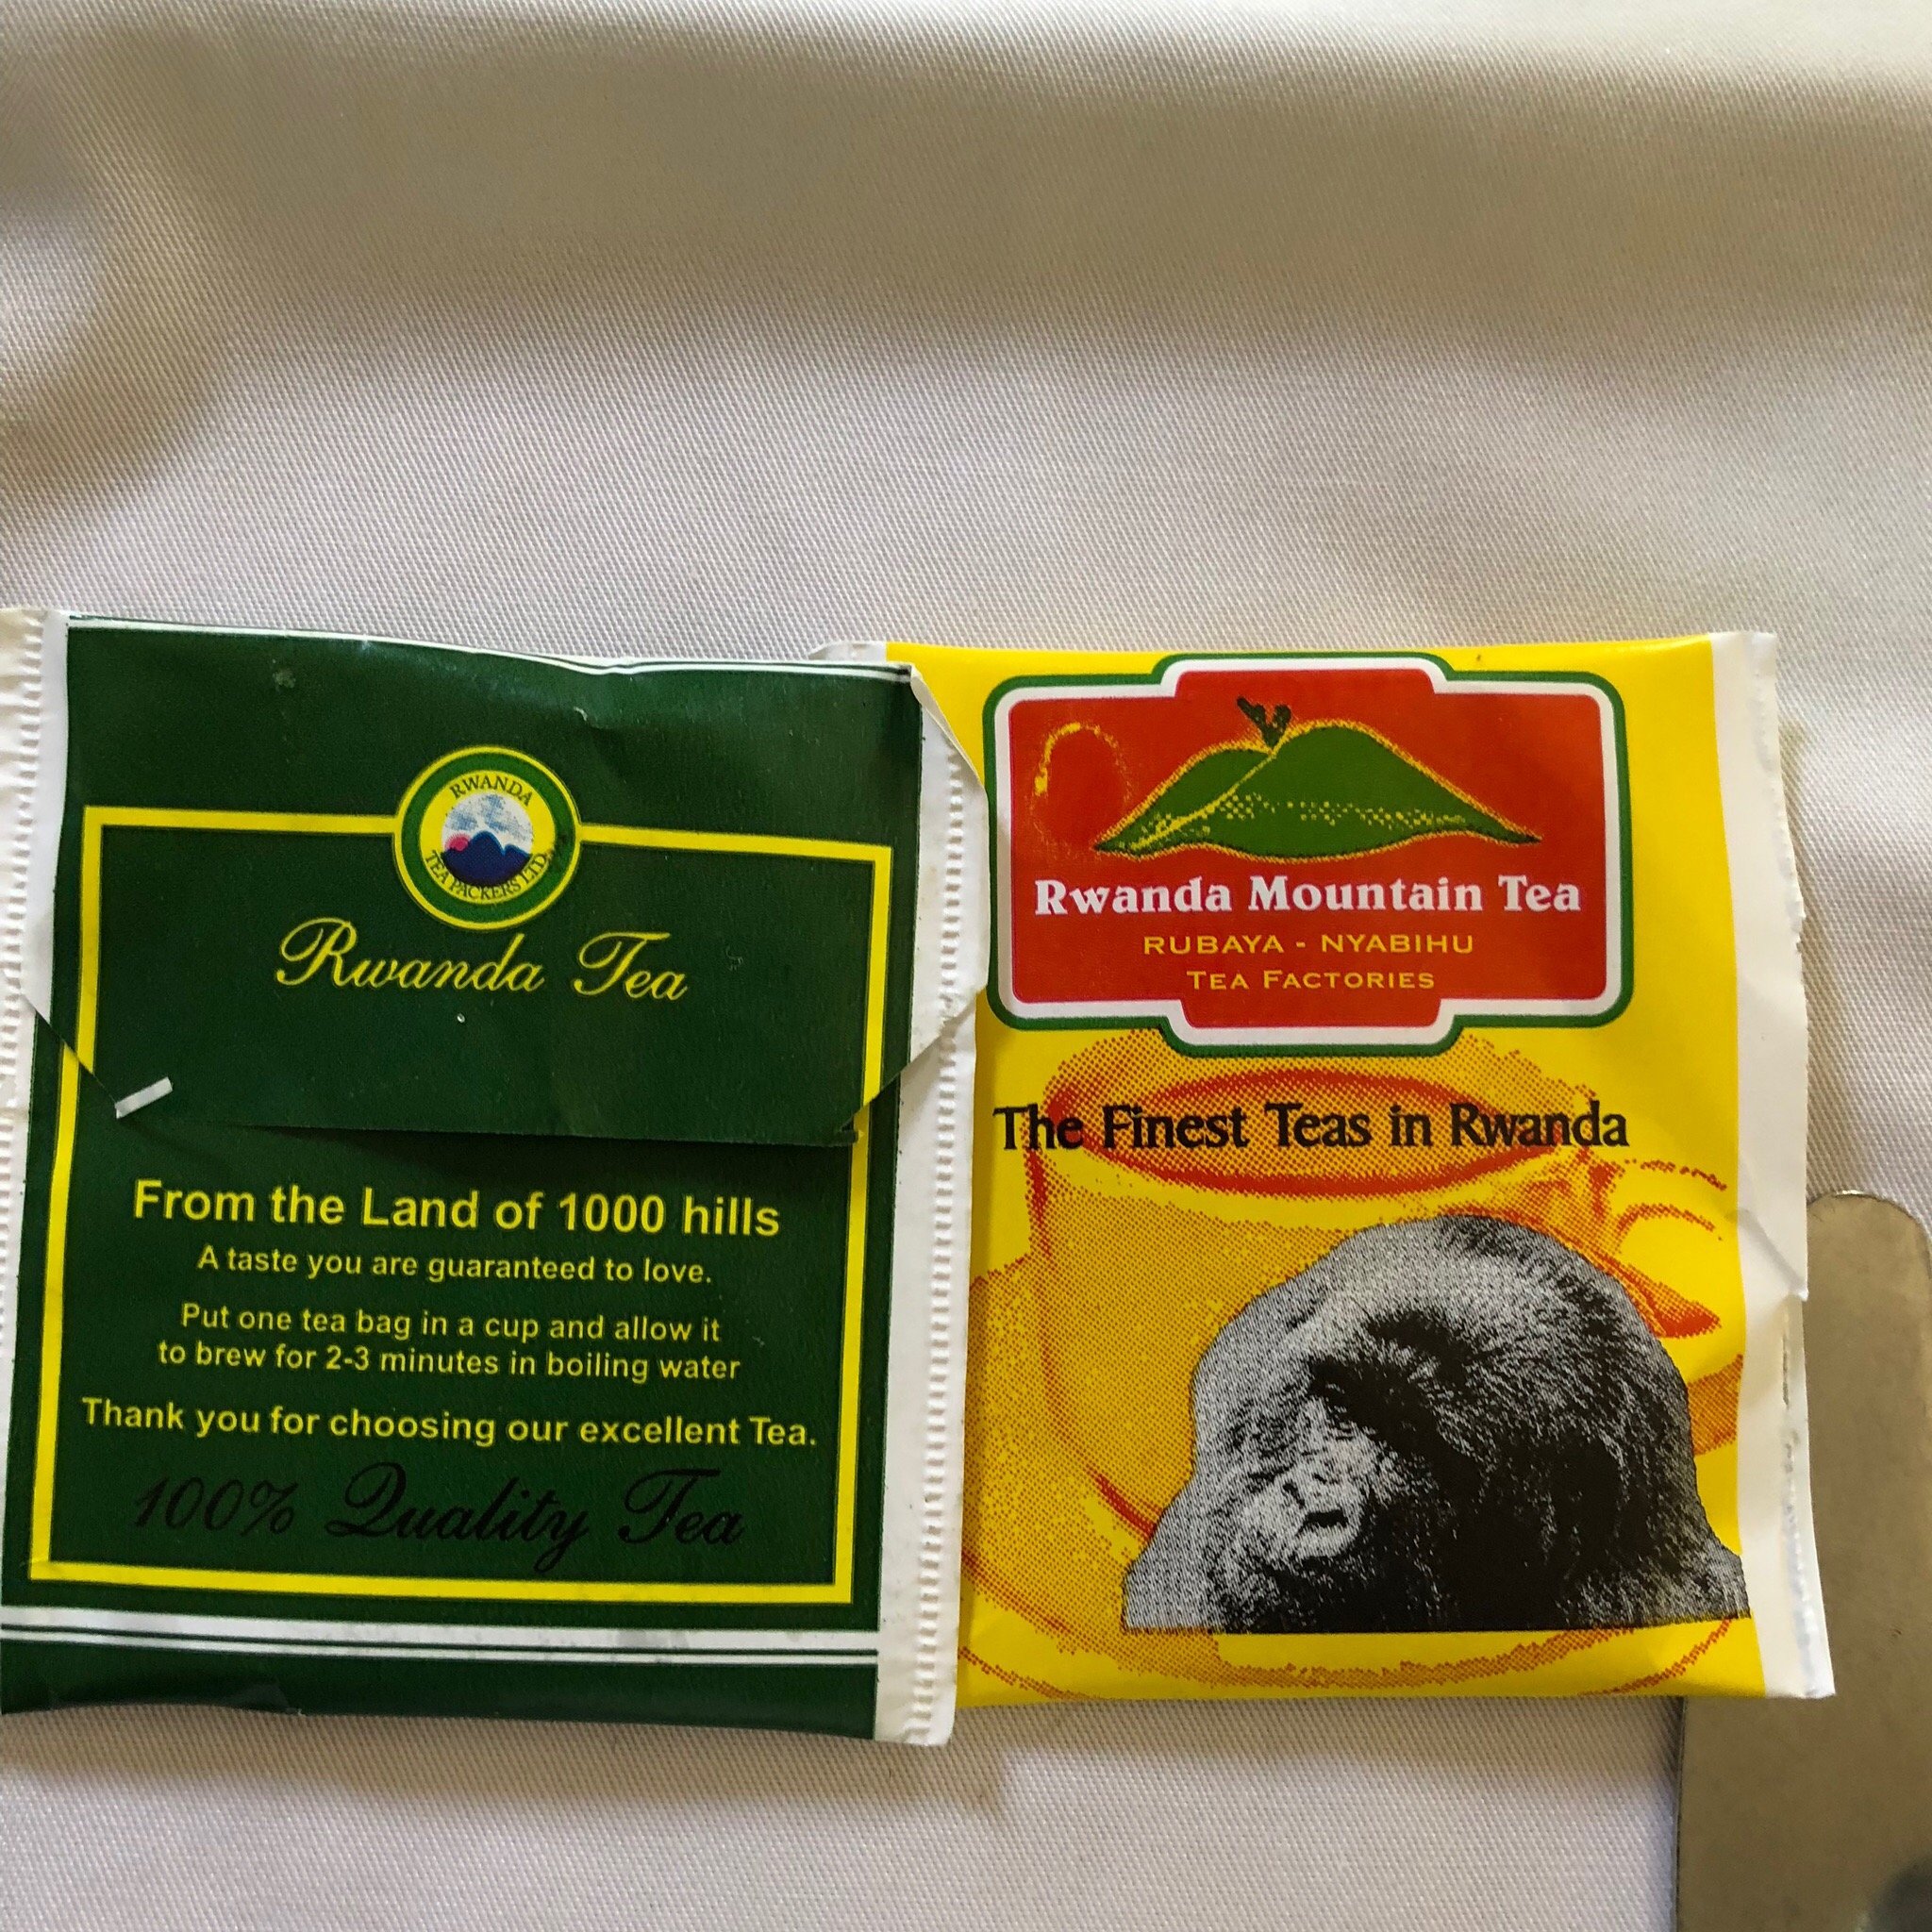 RWANDA
TEA PACKERS LTD.
Rwanda Tea
From the Land of 1000 hills
A taste you are guaranteed to love.
Put one tea bag in a cup and allow it
to brew for 2-3 minutes in boiling water
Thank you for choosing our excellent Tea.
100% Quality Tea
Rwanda Mountain Tea
RUBAYA - NYABIHU
TEA FACTORIES
The Finest Teas in Rwanda